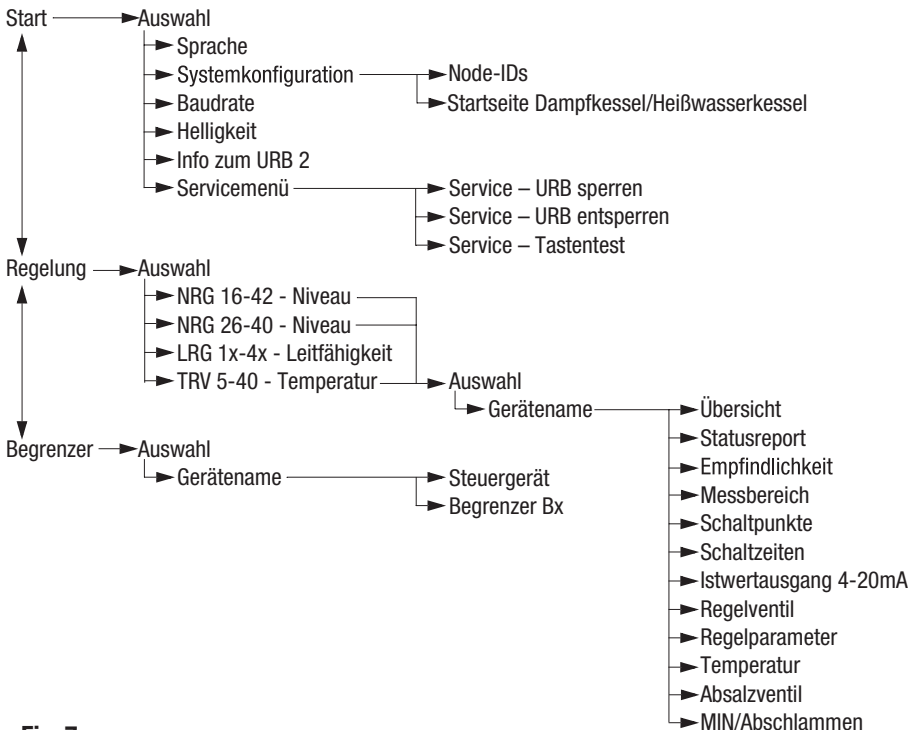 Start Auswahl
Sprache
Systemkonfiguration Node-IDs
Baudrate Startseite Dampfkessel/Heißwasserkessel
Helligkeit
Info zum URB 2
Servicemenü Service – URB sperren
Service – URB entsperren
Service – Tastentest
Regelung Auswahl
NRG 16-42 - Niveau
NRG 26-40 - Niveau
LRG 1x-4x - Leitfähigkeit
TRV 5-40 - Temperatur Auswahl
Gerätename Übersicht
Statusreport
Empfindlichkeit
Messbereich
Schaltpunkte
Schaltzeiten
Istwertausgang 4-20mA
Regelventil
Regelparameter
Temperatur
Absalzventil
MIN/Abschlammen
Begrenzer Auswahl
Gerätename Steuergerät
Begrenzer Bx